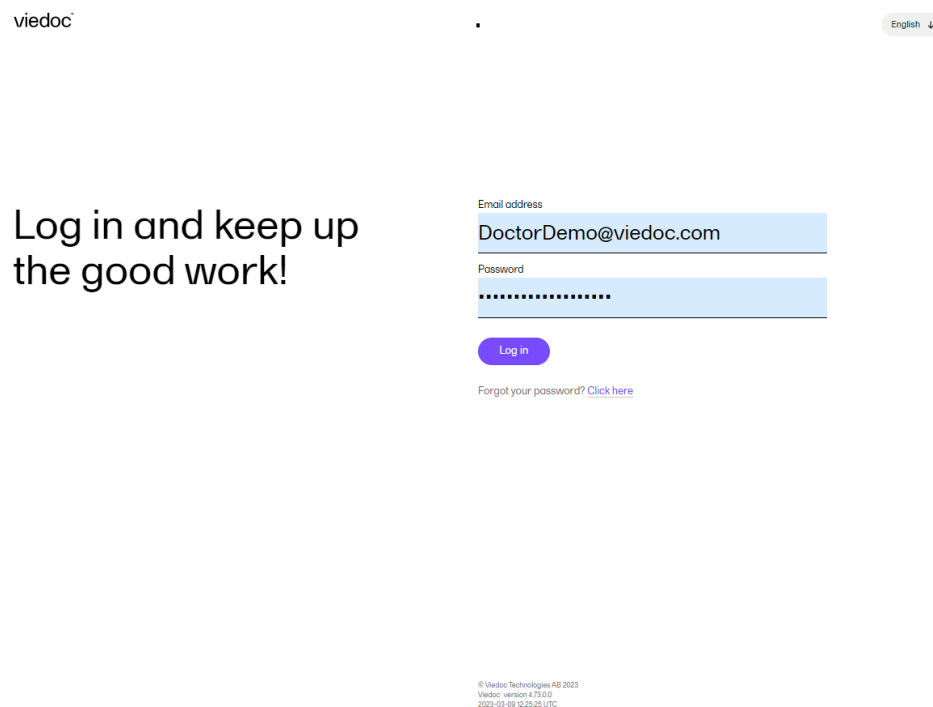 viedoc™
English ↓
Log in and keep up
the good work!
Email address
DoctorDemo@viedoc.com
Password
•••••••••••••••••••
Log in
Forgot your password? Click here
© Viedoc Technologies AB 2023
Viedoc™ version 4.73.0.0
2023-03-09 12:25:25 UTC